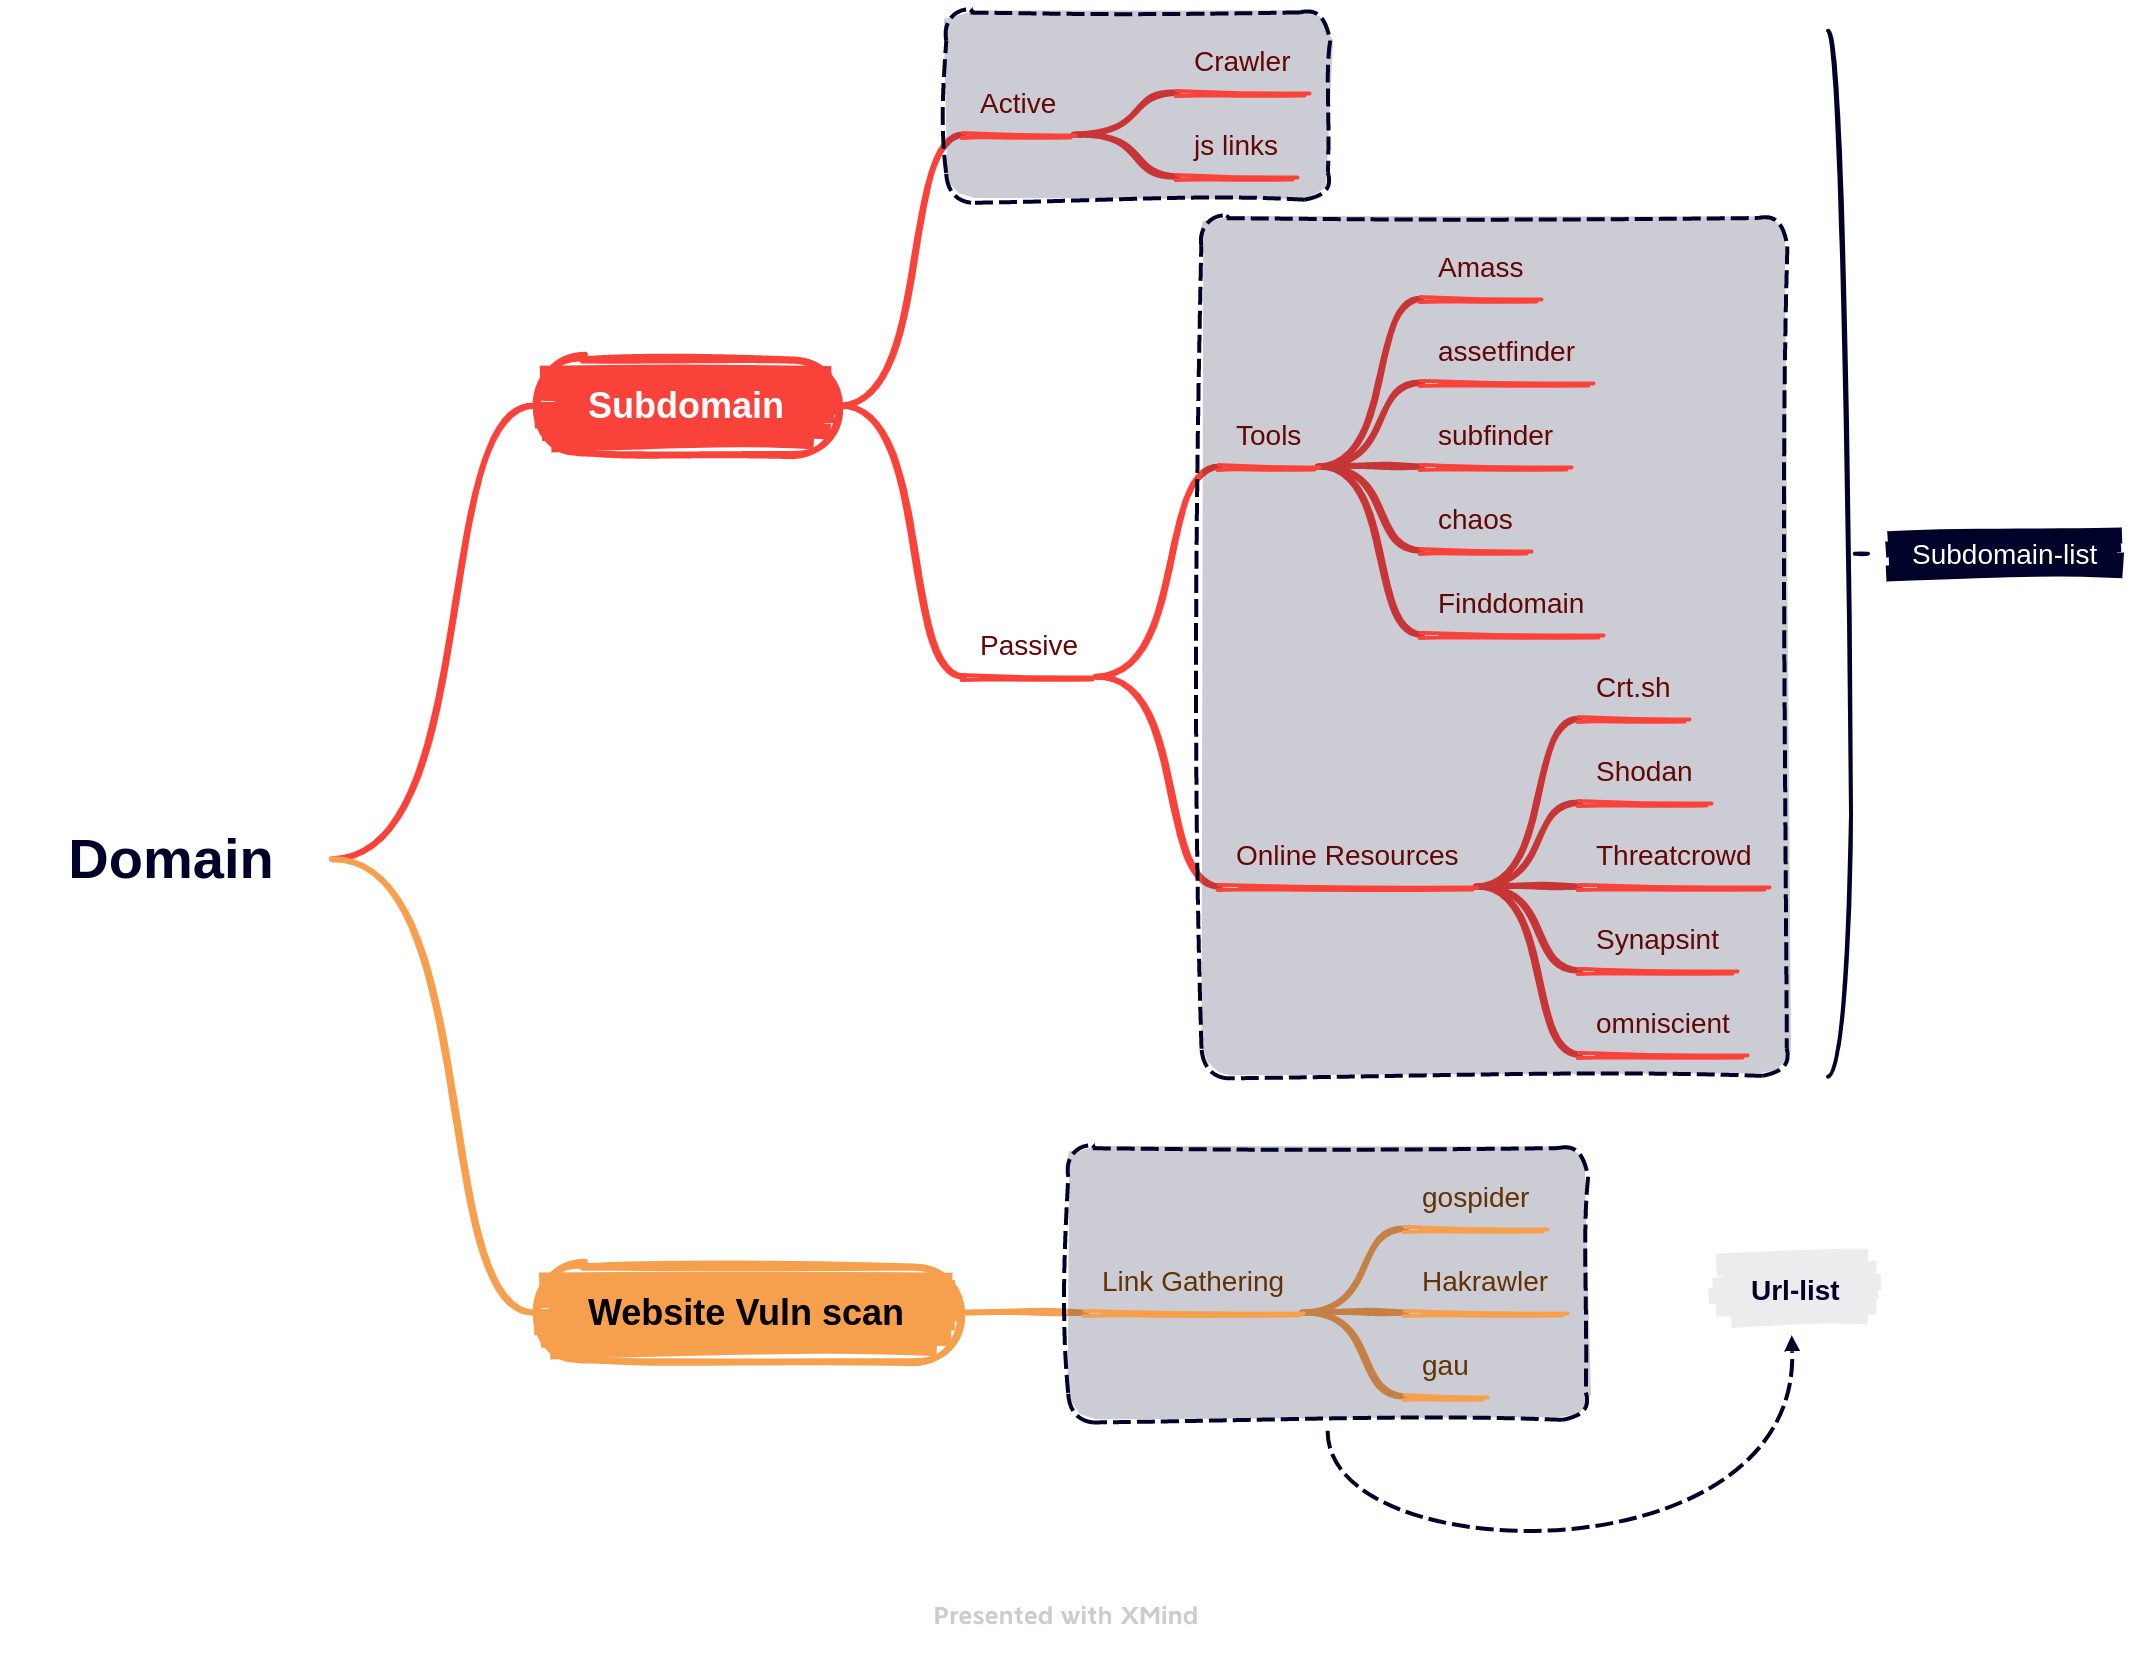 Domain
Subdomain
Active
Crawler
js links
Passive
Tools
Amass
assetfinder
subfinder
chaos
Finddomain
Online Resources
Crt.sh
Shodan
Threatcrowd
Synapsint
omniscient
Subdomain-list
Website Vuln scan
Link Gathering
gospider
Hakrawler
gau
Url-list
Presented with XMind